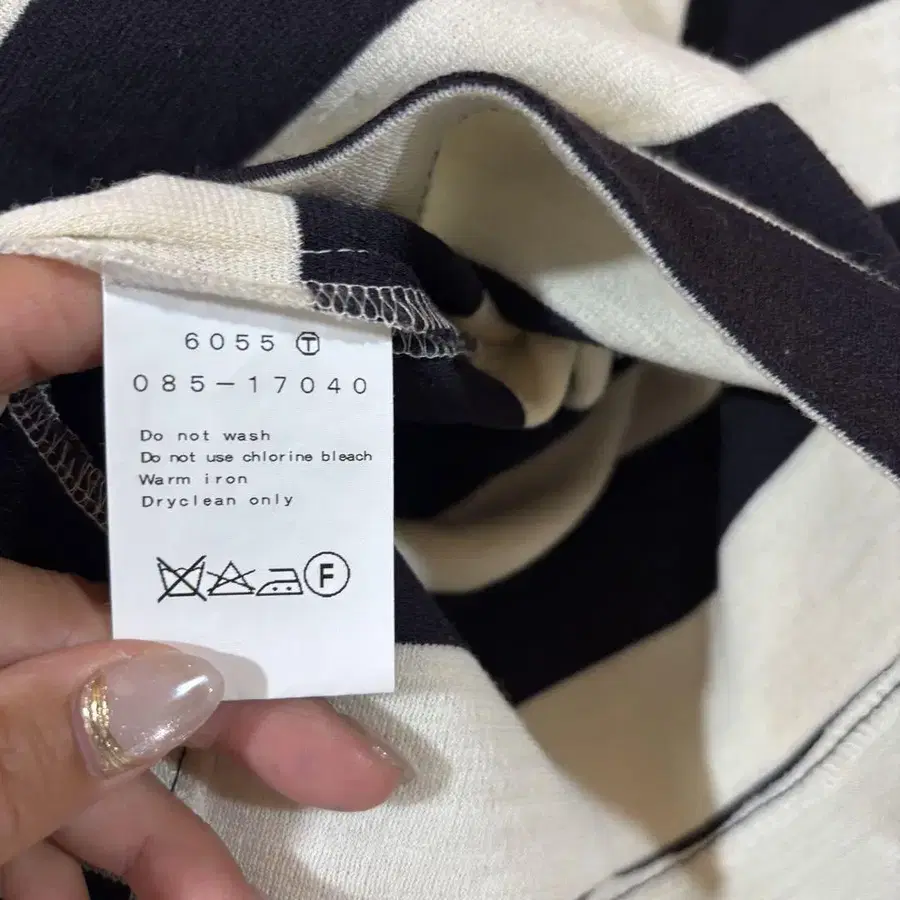 6055 Ⓣ
085-17040
Do not wash
Do not use chlorine bleach
Warm iron
Dryclean only
F